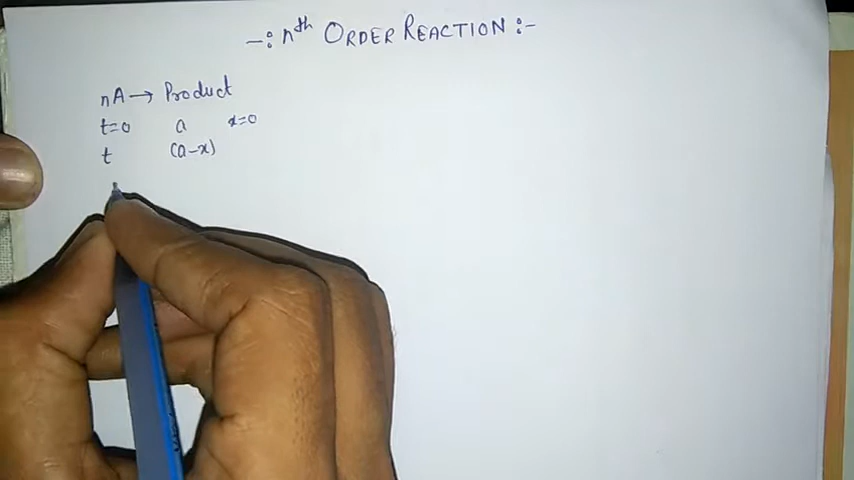 -: nth ORDER REACTION :-
nA → Product
t=0 a x=0
t (a-x)